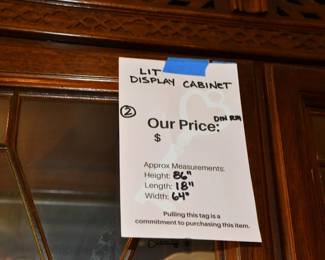 LIT
DISPLAY CABINET
2
DIN RM
Our Price:
$
Approx Measurements:
Height: 86"
Length: 18"
Width: 64"
Pulling this tag is a
commitment to purchasing this item.